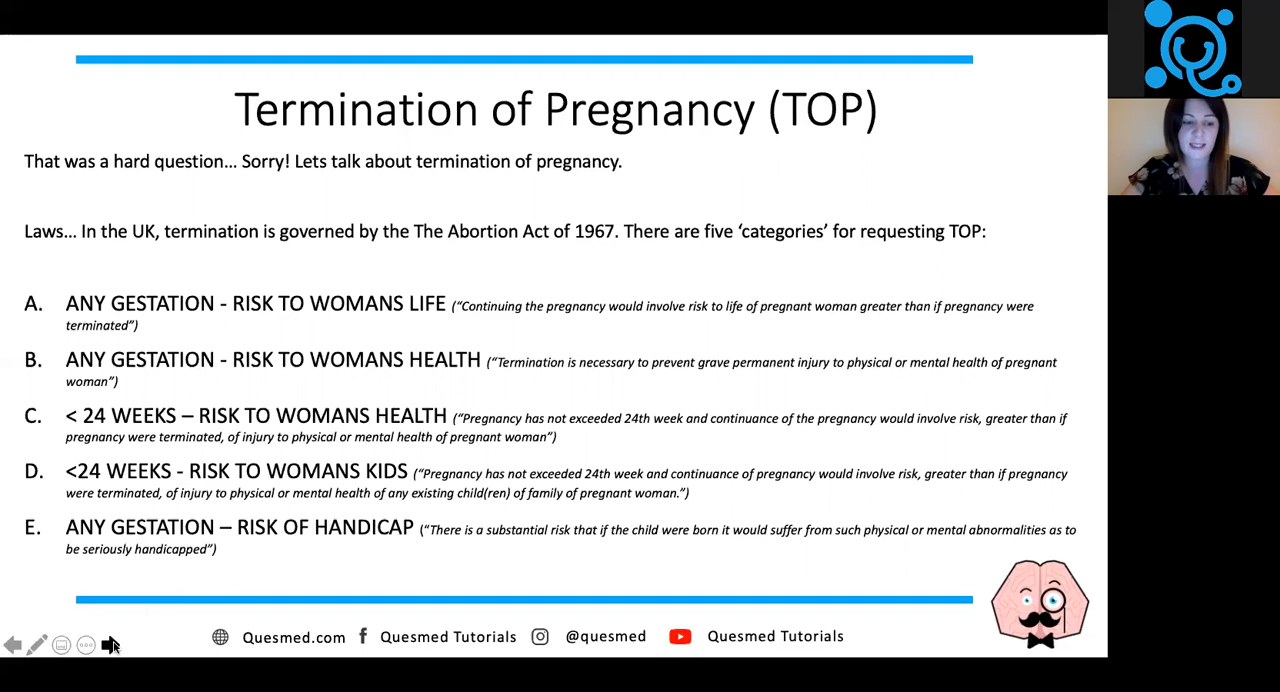 Termination of Pregnancy (TOP)
That was a hard question... Sorry! Lets talk about termination of pregnancy.
Laws... In the UK, termination is governed by the The Abortion Act of 1967. There are five ‘categories’ for requesting TOP:
A. ANY GESTATION - RISK TO WOMANS LIFE (“Continuing the pregnancy would involve risk to life of pregnant woman greater than if pregnancy were
terminated”)
B. ANY GESTATION - RISK TO WOMANS HEALTH (“Termination is necessary to prevent grave permanent injury to physical or mental health of pregnant
woman”)
C. < 24 WEEKS – RISK TO WOMANS HEALTH (“Pregnancy has not exceeded 24th week and continuance of the pregnancy would involve risk, greater than if
pregnancy were terminated, of injury to physical or mental health of pregnant woman”)
D. <24 WEEKS - RISK TO WOMANS KIDS (“Pregnancy has not exceeded 24th week and continuance of pregnancy would involve risk, greater than if pregnancy
were terminated, of injury to physical or mental health of any existing child(ren) of family of pregnant woman.”)
E. ANY GESTATION – RISK OF HANDICAP (“There is a substantial risk that if the child were born it would suffer from such physical or mental abnormalities as to
be seriously handicapped”)
Quesmed.com f Quesmed Tutorials @quesmed Quesmed Tutorials